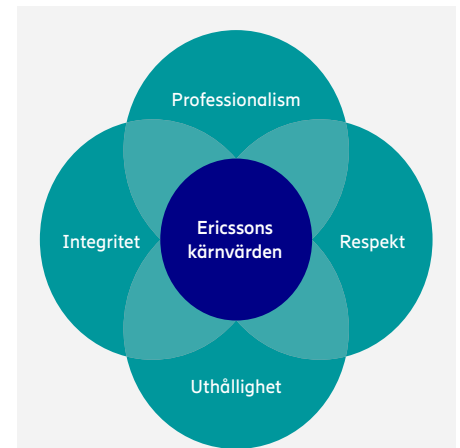 Professionalism
Integritet
Ericssons
kärnvärden
Respekt
Uthållighet